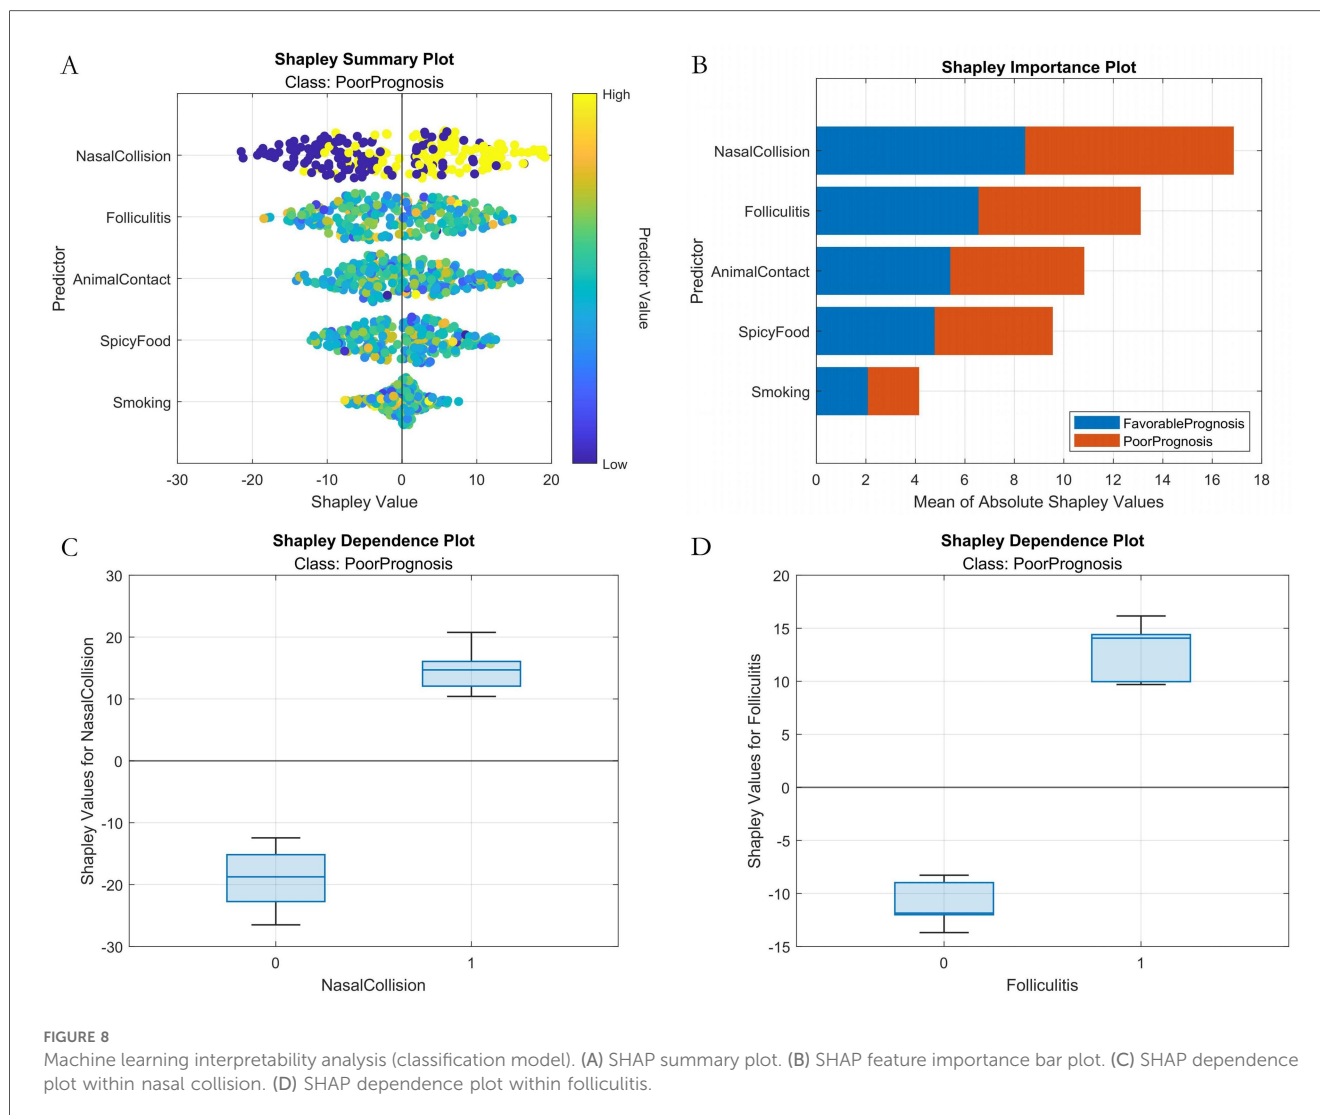 A
Shapley Summary Plot
Class: PoorPrognosis
Predictor
NasalCollision
Folliculitis
AnimalContact
SpicyFood
Smoking
-30 -20 -10 0 10 20
Shapley Value
High
Predictor Value
Low
B
Shapley Importance Plot
Predictor
NasalCollision
Folliculitis
AnimalContact
SpicyFood
Smoking
FavorablePrognosis
PoorPrognosis
0 2 4 6 8 10 12 14 16 18
Mean of Absolute Shapley Values
C
Shapley Dependence Plot
Class: PoorPrognosis
Shapley Values for NasalCollision
30
20
10
0
-10
-20
-30
0 1
NasalCollision
D
Shapley Dependence Plot
Class: PoorPrognosis
Shapley Values for Folliculitis
20
15
10
5
0
-5
-10
-15
0 1
Folliculitis
FIGURE 8
Machine learning interpretability analysis (classification model). (A) SHAP summary plot. (B) SHAP feature importance bar plot. (C) SHAP dependence
plot within nasal collision. (D) SHAP dependence plot within folliculitis.